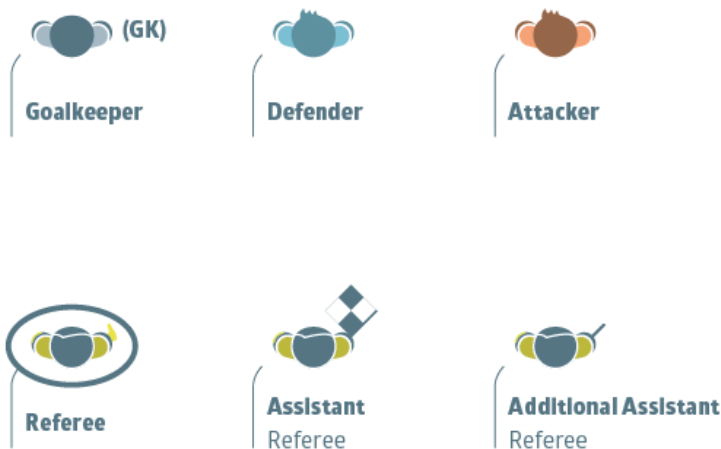 (GK)
Goalkeeper
Defender
Attacker
Referee
Assistant
Referee
Additional Assistant
Referee